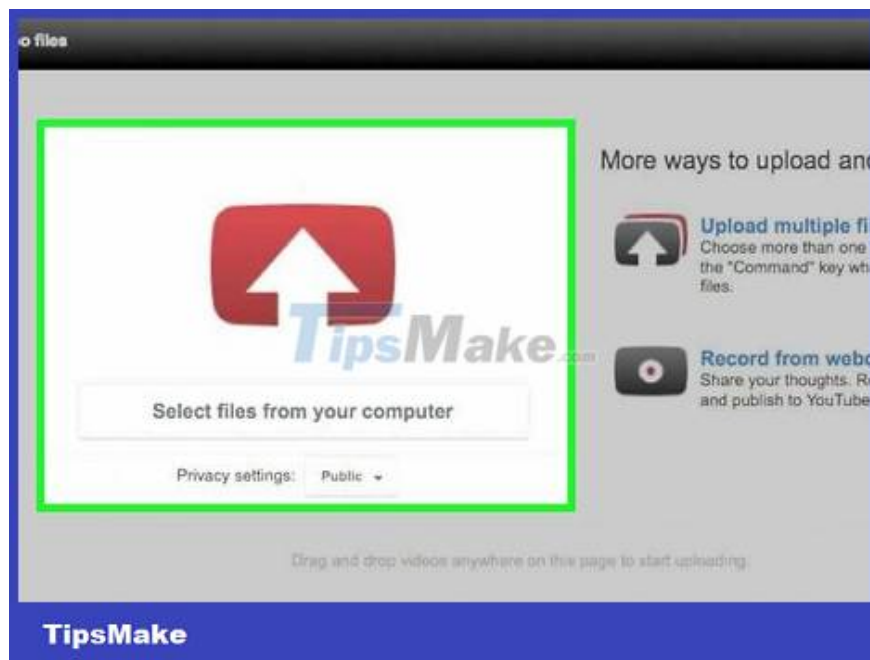 o files
More ways to upload and
Upload multiple fi
Choose more than one
the "Command" key whi
files.
TipsMake.com
Record from webc
Share your thoughts. Re
and publish to YouTube
Select files from your computer
Privacy settings: Public
Drag and drop videos anywhere on this page to start uploading.
TipsMake